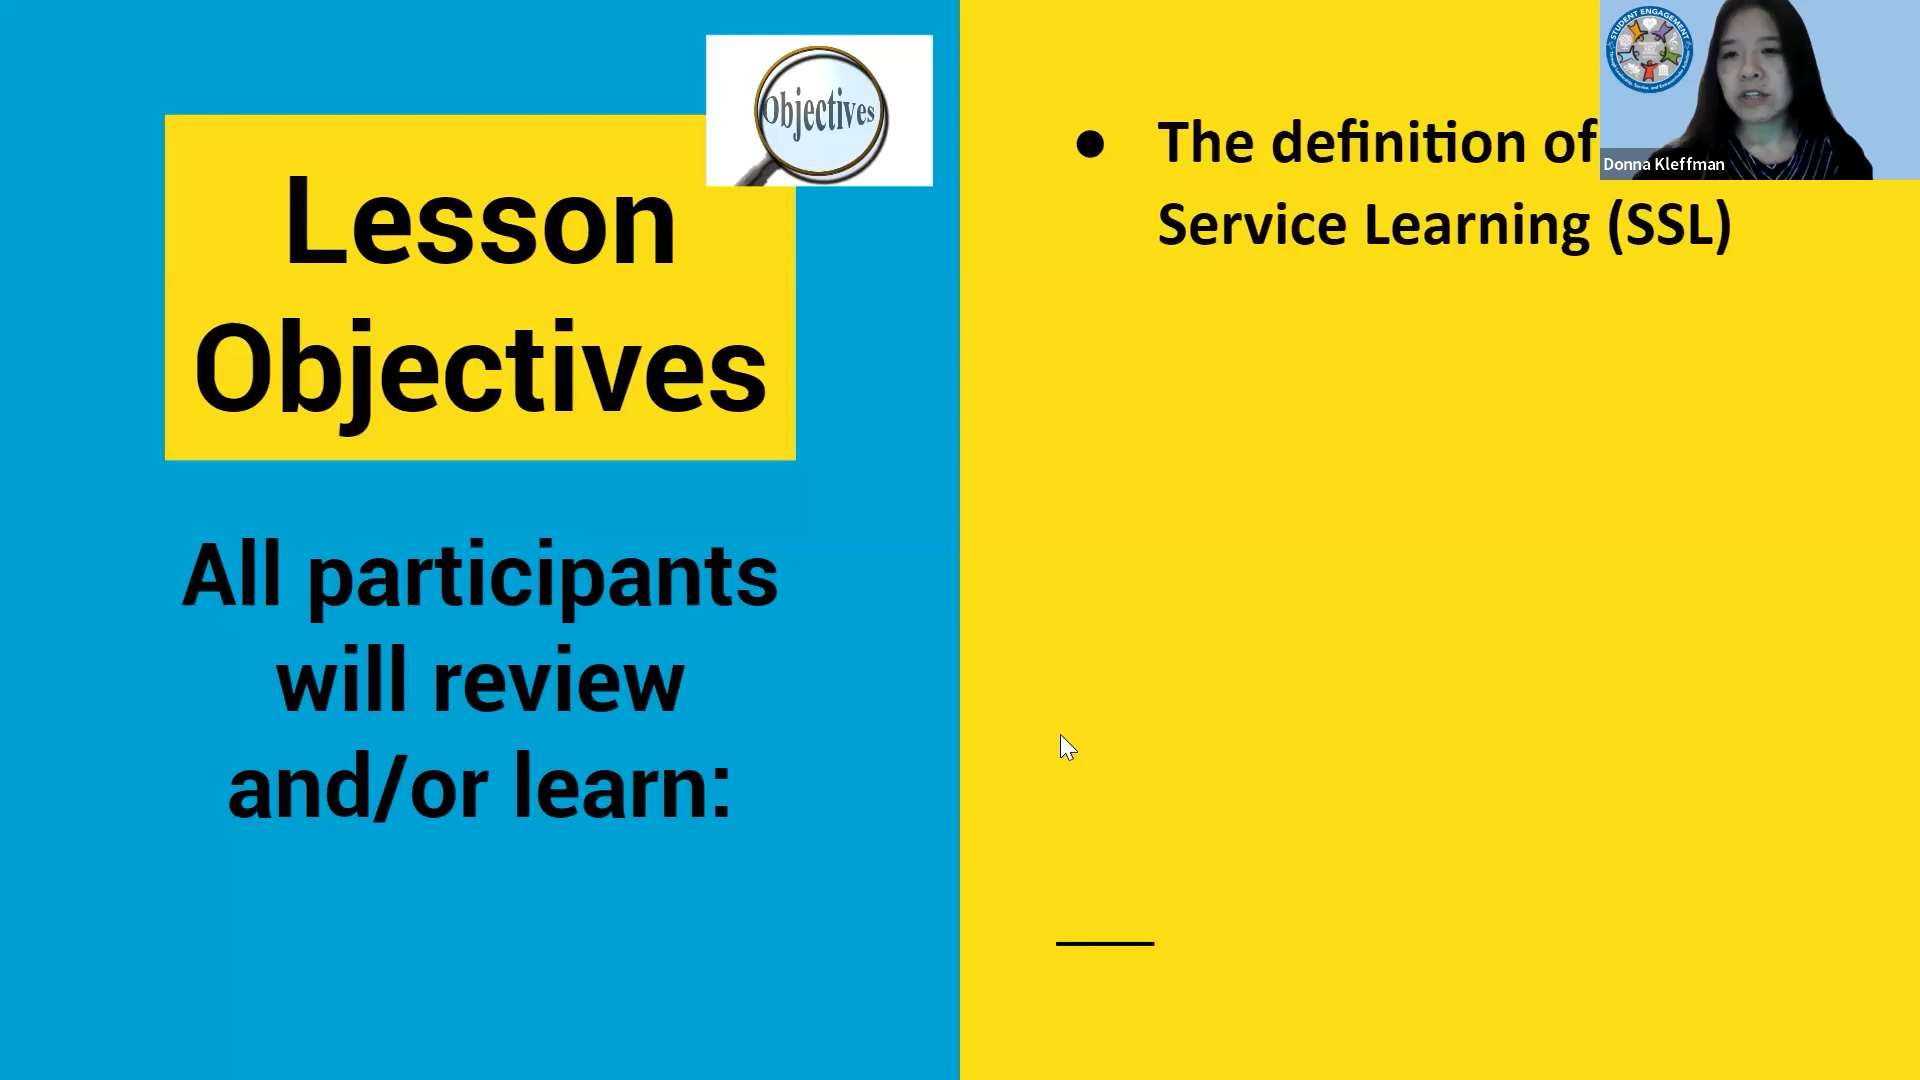 Objectives
Lesson
Objectives
All participants
will review
and/or learn:
● The definition of
Service Learning (SSL)
STUDENT ENGAGEMENT
Donna Kleffman